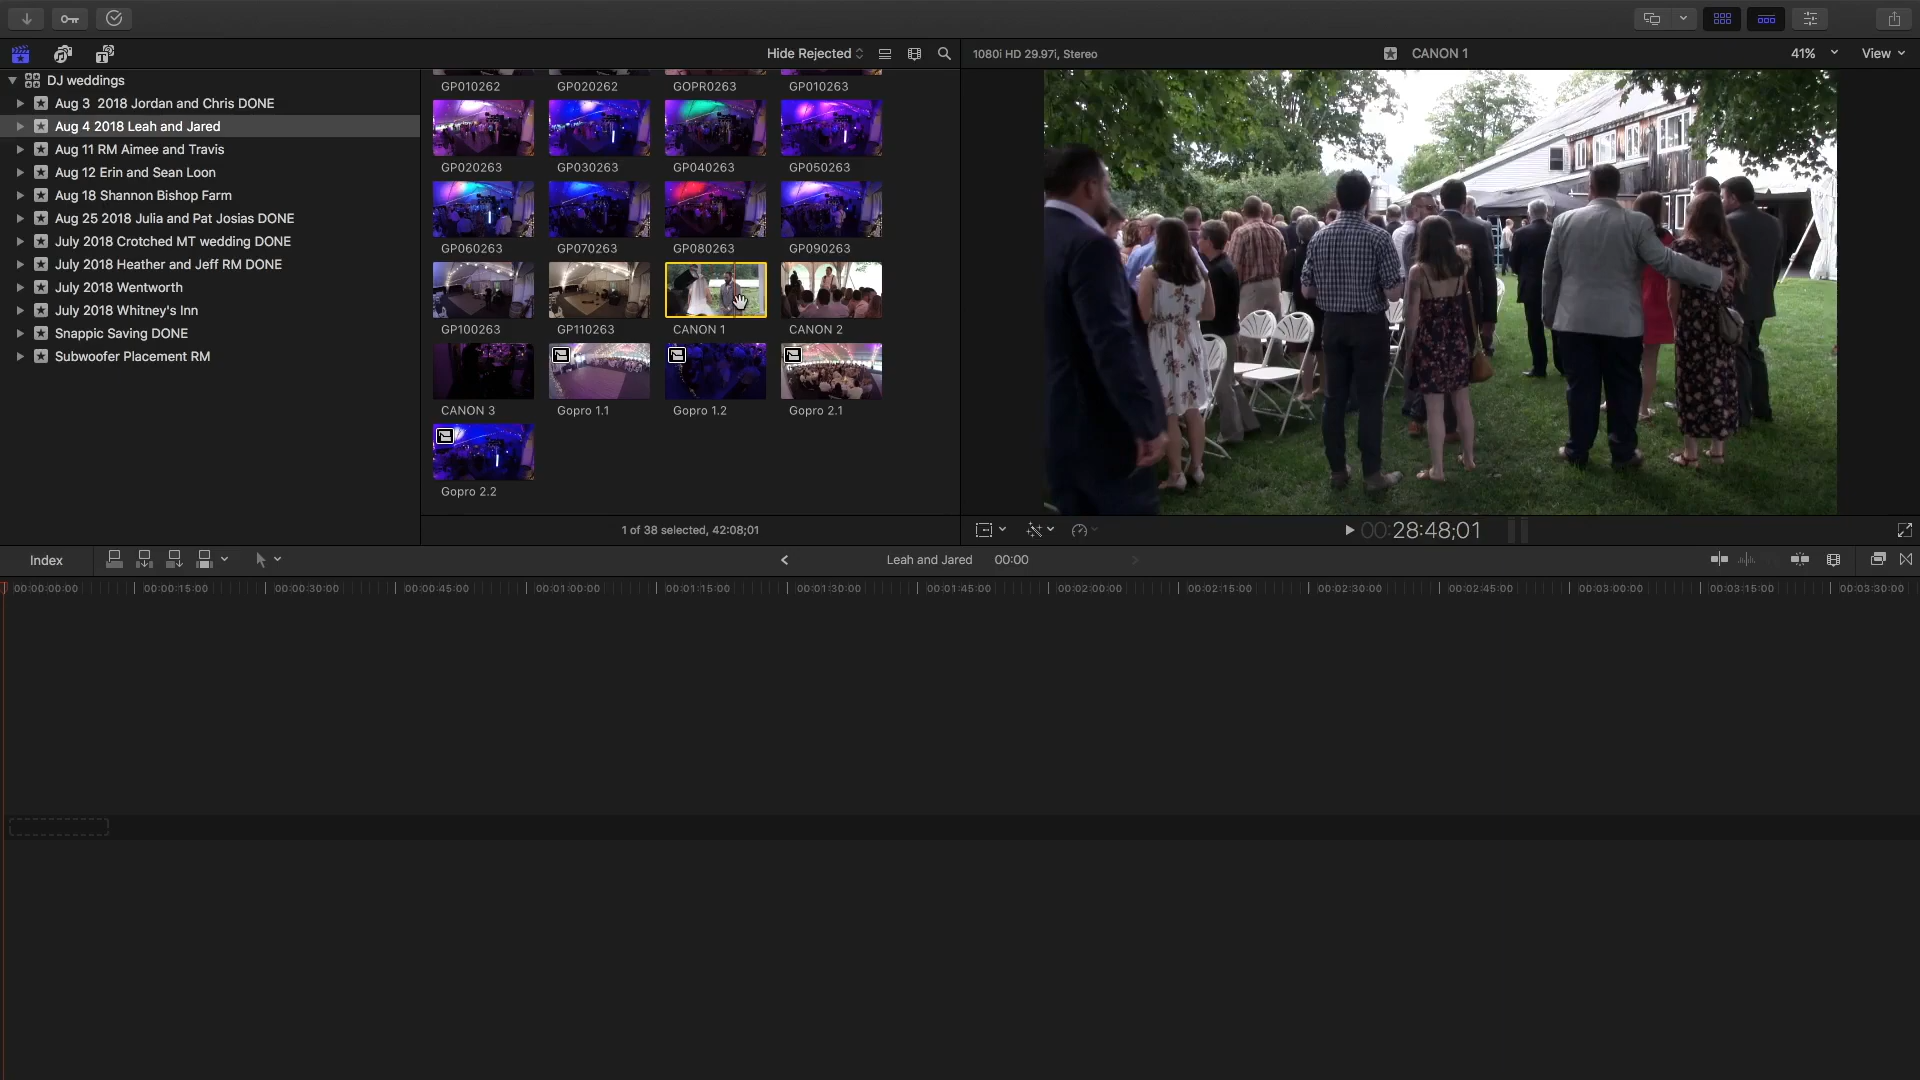 Hide Rejected
1080i HD 29.97i, Stereo
CANON 1
41%
View
DJ weddings
Aug 3  2018 Jordan and Chris DONE
Aug 4 2018 Leah and Jared
Aug 11 RM Aimee and Travis
Aug 12 Erin and Sean Loon
Aug 18 Shannon Bishop Farm
Aug 25 2018 Julia and Pat Josias DONE
July 2018 Crotched MT wedding DONE
July 2018 Heather and Jeff RM DONE
July 2018 Wentworth
July 2018 Whitney's Inn
Snappic Saving DONE
Subwoofer Placement RM
GP010262
GP020262
GOPR0263
GP010263
GP020263
GP030263
GP040263
GP050263
GP060263
GP070263
GP080263
GP090263
GP100263
GP110263
CANON 1
CANON 2
CANON 3
Gopro 1.1
Gopro 1.2
Gopro 2.1
Gopro 2.2
1 of 38 selected, 42:08;01
00:28:48;01
Index
Leah and Jared
00:00
00:00:00:00
00:00:15:00
00:00:30:00
00:00:45:00
00:01:00:00
00:01:15:00
00:01:30:00
00:01:45:00
00:02:00:00
00:02:15:00
00:02:30:00
00:02:45:00
00:03:00:00
00:03:15:00
00:03:30:00